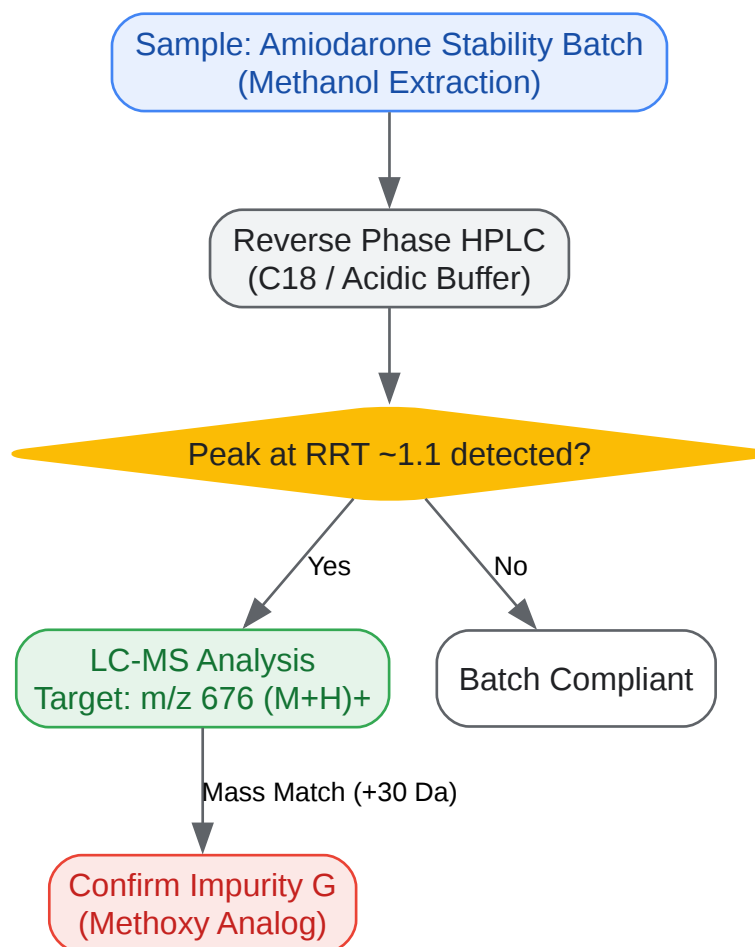 Sample: Amiodarone Stability Batch
(Methanol Extraction)
Reverse Phase HPLC
(C18 / Acidic Buffer)
Peak at RRT ~1.1 detected?
Yes
No
LC-MS Analysis
Target: m/z 676 (M+H)+
Batch Compliant
Mass Match (+30 Da)
Confirm Impurity G
(Methoxy Analog)